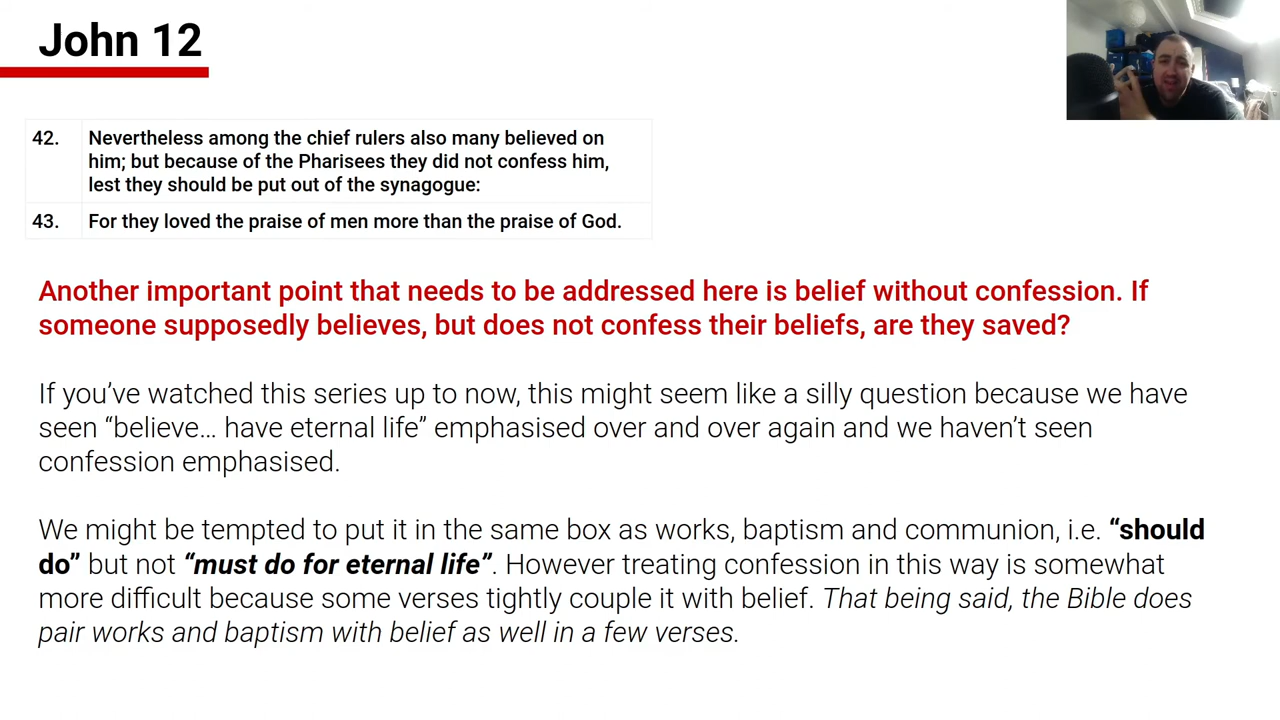 John 12
42. Nevertheless among the chief rulers also many believed on
him; but because of the Pharisees they did not confess him,
lest they should be put out of the synagogue:
43. For they loved the praise of men more than the praise of God.
Another important point that needs to be addressed here is belief without confession. If
someone supposedly believes, but does not confess their beliefs, are they saved?
If you’ve watched this series up to now, this might seem like a silly question because we have
seen “believe… have eternal life” emphasised over and over again and we haven’t seen
confession emphasised.
We might be tempted to put it in the same box as works, baptism and communion, i.e. “should
do” but not “must do for eternal life”. However treating confession in this way is somewhat
more difficult because some verses tightly couple it with belief. That being said, the Bible does
pair works and baptism with belief as well in a few verses.